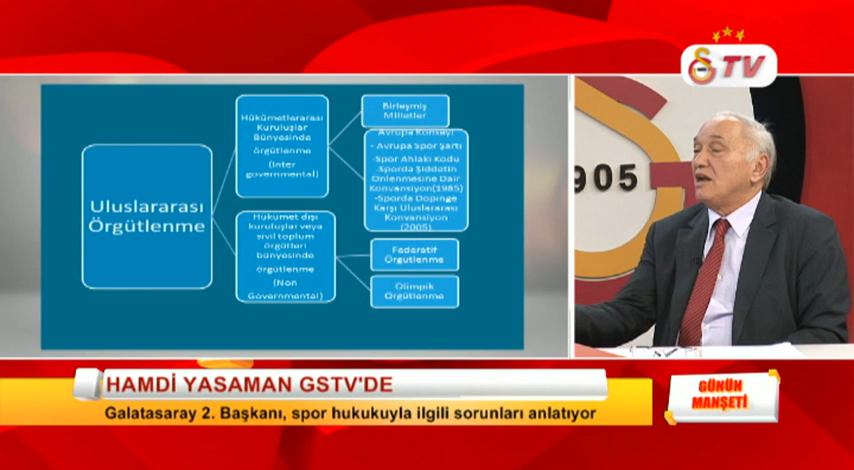 TV
Uluslararası
Örgütlenme
Hükümetlerarası
Kuruluşlar
Bünyesinde
örgütlenme
(Inter
governmental)
Birleşmiş
Milletler
Avrupa Konseyi
- Avrupa Spor Şartı
-Spor Ahlakı Kodu
-Sporda Şiddetin
Önlenmesine Dair
Konvansiyon(1985)
-Sporda Dopinge
Karşı Uluslararası
Konvansiyon
(2005)
Hükümet dışı
kuruluşlar veya
sivil toplum
örgütleri
bünyesinde
örgütlenme
(Non
Governmental)
Federatif
Örgütlenme
Olimpik
Örgütlenme
905
HAMDİ YASAMAN GSTV'DE
Galatasaray 2. Başkanı, spor hukukuyla ilgili sorunları anlatıyor
GÜNÜN
MANŞETİ